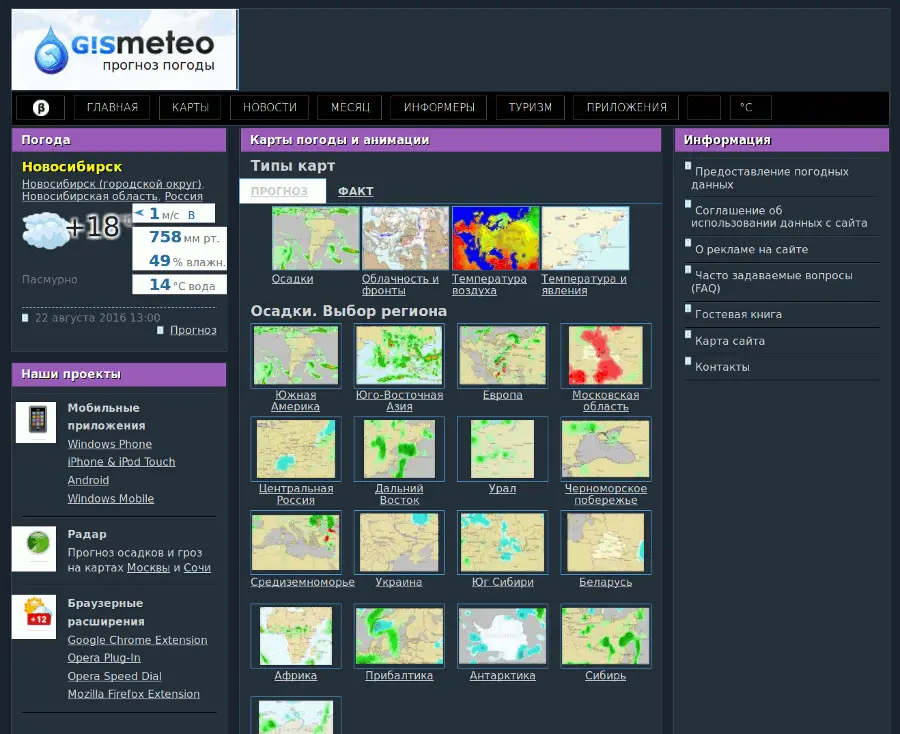 GISMETEO
прогноз погоды
β ГЛАВНАЯ КАРТЫ НОВОСТИ МЕСЯЦ ИНФОРМЕРЫ ТУРИЗМ ПРИЛОЖЕНИЯ °C
Погода
Новосибирск
Новосибирск (городской округ),
Новосибирская область, Россия
+18°
1 м/с В
758 мм рт.
49 % влажн.
14 °C вода
Пасмурно
22 августа 2016 13:00
Прогноз
Наши проекты
Мобильные
приложения
Windows Phone
iPhone & iPod Touch
Android
Windows Mobile
Радар
Прогноз осадков и гроз
на картах Москвы и Сочи
+12
Браузерные
расширения
Google Chrome Extension
Opera Plug-In
Opera Speed Dial
Mozilla Firefox Extension
Карты погоды и анимации
Типы карт
ПРОГНОЗ ФАКТ
Осадки
Облачность и
фронты
Температура
воздуха
Температура и
явления
Осадки. Выбор региона
Южная
Америка
Юго-Восточная
Азия
Европа
Московская
область
Центральная
Россия
Дальний
Восток
Урал
Черноморское
побережье
Средиземноморье
Украина
Юг Сибири
Беларусь
Африка
Прибалтика
Антарктика
Сибирь
Информация
Предоставление погодных
данных
Соглашение об
использовании данных с сайта
О рекламе на сайте
Часто задаваемые вопросы
(FAQ)
Гостевая книга
Карта сайта
Контакты